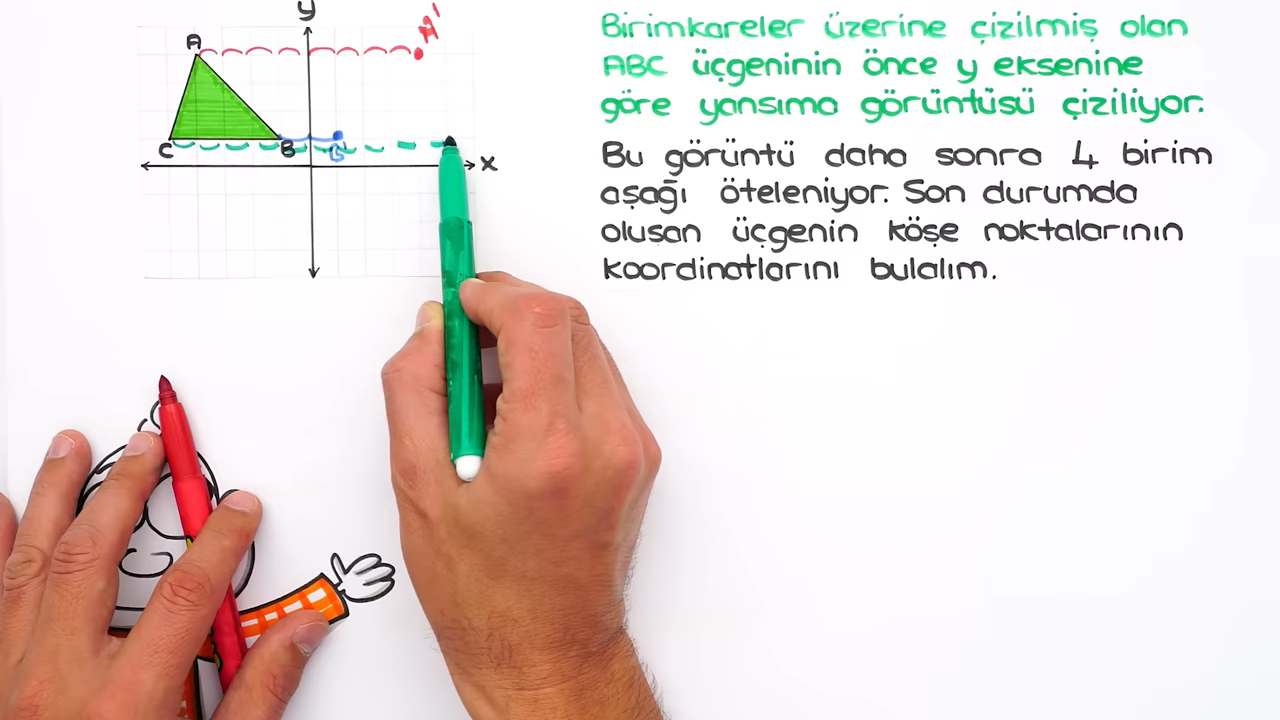 y
A
A'
C
B
B'
x
Birimkareler üzerine çizilmiş olan
ABC üçgeninin önce y eksenine
göre yansıma görüntüsü çiziliyor.
Bu görüntü daha sonra 4 birim
aşağı öteleniyor. Son durumda
oluşan üçgenin köşe noktalarının
koordinatlarını bulalım.